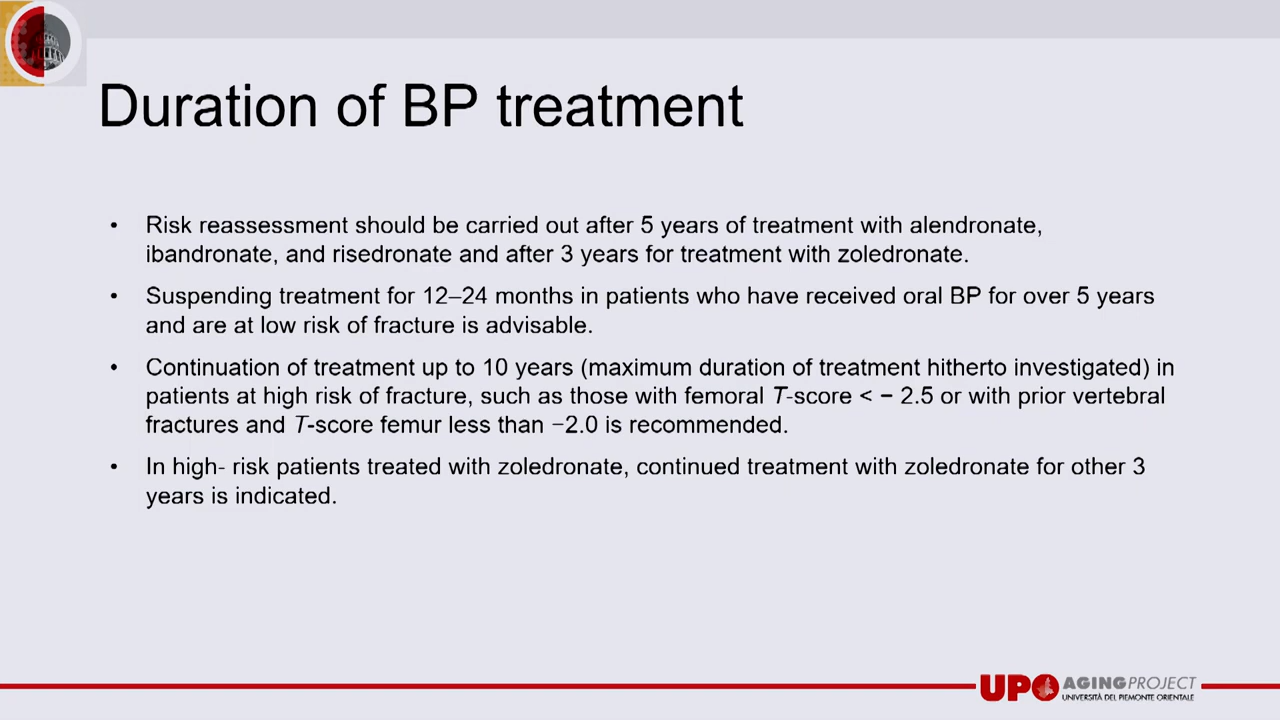 Duration of BP treatment
• Risk reassessment should be carried out after 5 years of treatment with alendronate,
ibandronate, and risedronate and after 3 years for treatment with zoledronate.
• Suspending treatment for 12–24 months in patients who have received oral BP for over 5 years
and are at low risk of fracture is advisable.
• Continuation of treatment up to 10 years (maximum duration of treatment hitherto investigated) in
patients at high risk of fracture, such as those with femoral T-score < − 2.5 or with prior vertebral
fractures and T-score femur less than −2.0 is recommended.
• In high- risk patients treated with zoledronate, continued treatment with zoledronate for other 3
years is indicated.
UPO AGING PROJECT
UNIVERSITÀ DEL PIEMONTE ORIENTALE